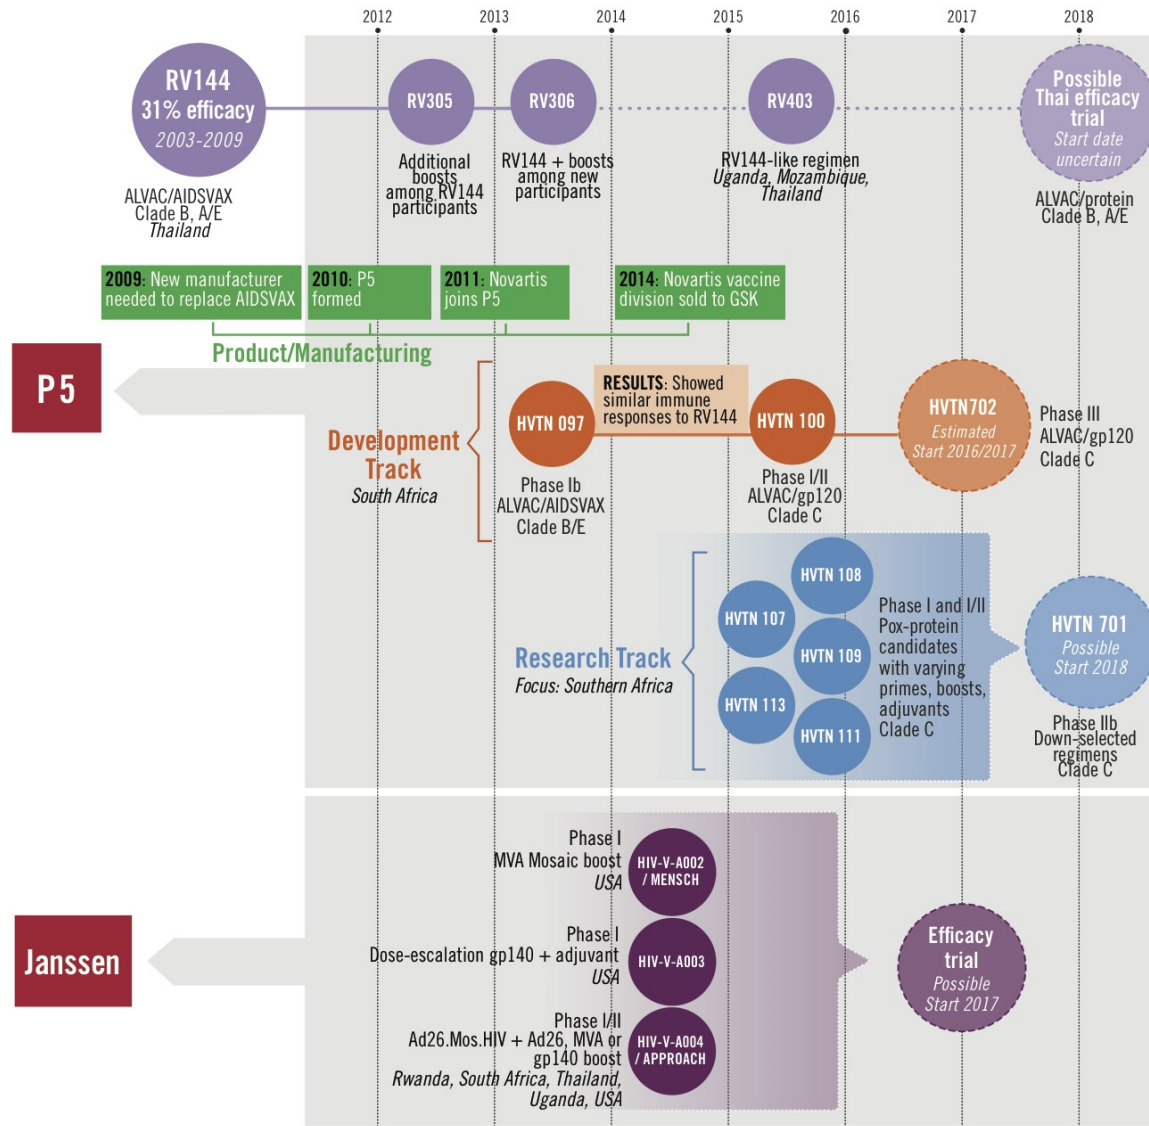 2012 2013 2014 2015 2016 2017 2018
RV144
31% efficacy
2003-2009
ALVAC/AIDSVAX
Clade B, A/E
Thailand
RV305
Additional
boosts
among RV144
participants
RV306
RV144 + boosts
among new
participants
RV403
RV144-like regimen
Uganda, Mozambique,
Thailand
Possible
Thai efficacy
trial
Start date
uncertain
ALVAC/protein
Clade B, A/E
2009: New manufacturer
needed to replace AIDSVAX
2010: P5
formed
2011: Novartis
joins P5
2014: Novartis vaccine
division sold to GSK
Product/Manufacturing
P5
Development
Track
South Africa
HVTN 097
Phase Ib
ALVAC/AIDSVAX
Clade B/E
RESULTS: Showed
similar immune
responses to RV144
HVTN 100
Phase I/II
ALVAC/gp120
Clade C
HVTN702
Estimated
Start 2016/2017
Phase III
ALVAC/gp120
Clade C
Research Track
Focus: Southern Africa
HVTN 107
HVTN 113
HVTN 108
HVTN 109
HVTN 111
Phase I and I/II
Pox-protein
candidates
with varying
primes, boosts,
adjuvants
Clade C
HVTN 701
Possible
Start 2018
Phase IIb
Down-selected
regimens
Clade C
Janssen
Phase I
MVA Mosaic boost
USA
HIV-V-A002
/ MENSCH
Phase I
Dose-escalation gp140 + adjuvant
USA
HIV-V-A003
Phase I/II
Ad26.Mos.HIV + Ad26, MVA or
gp140 boost
Rwanda, South Africa, Thailand,
Uganda, USA
HIV-V-A004
/ APPROACH
Efficacy
trial
Possible
Start 2017